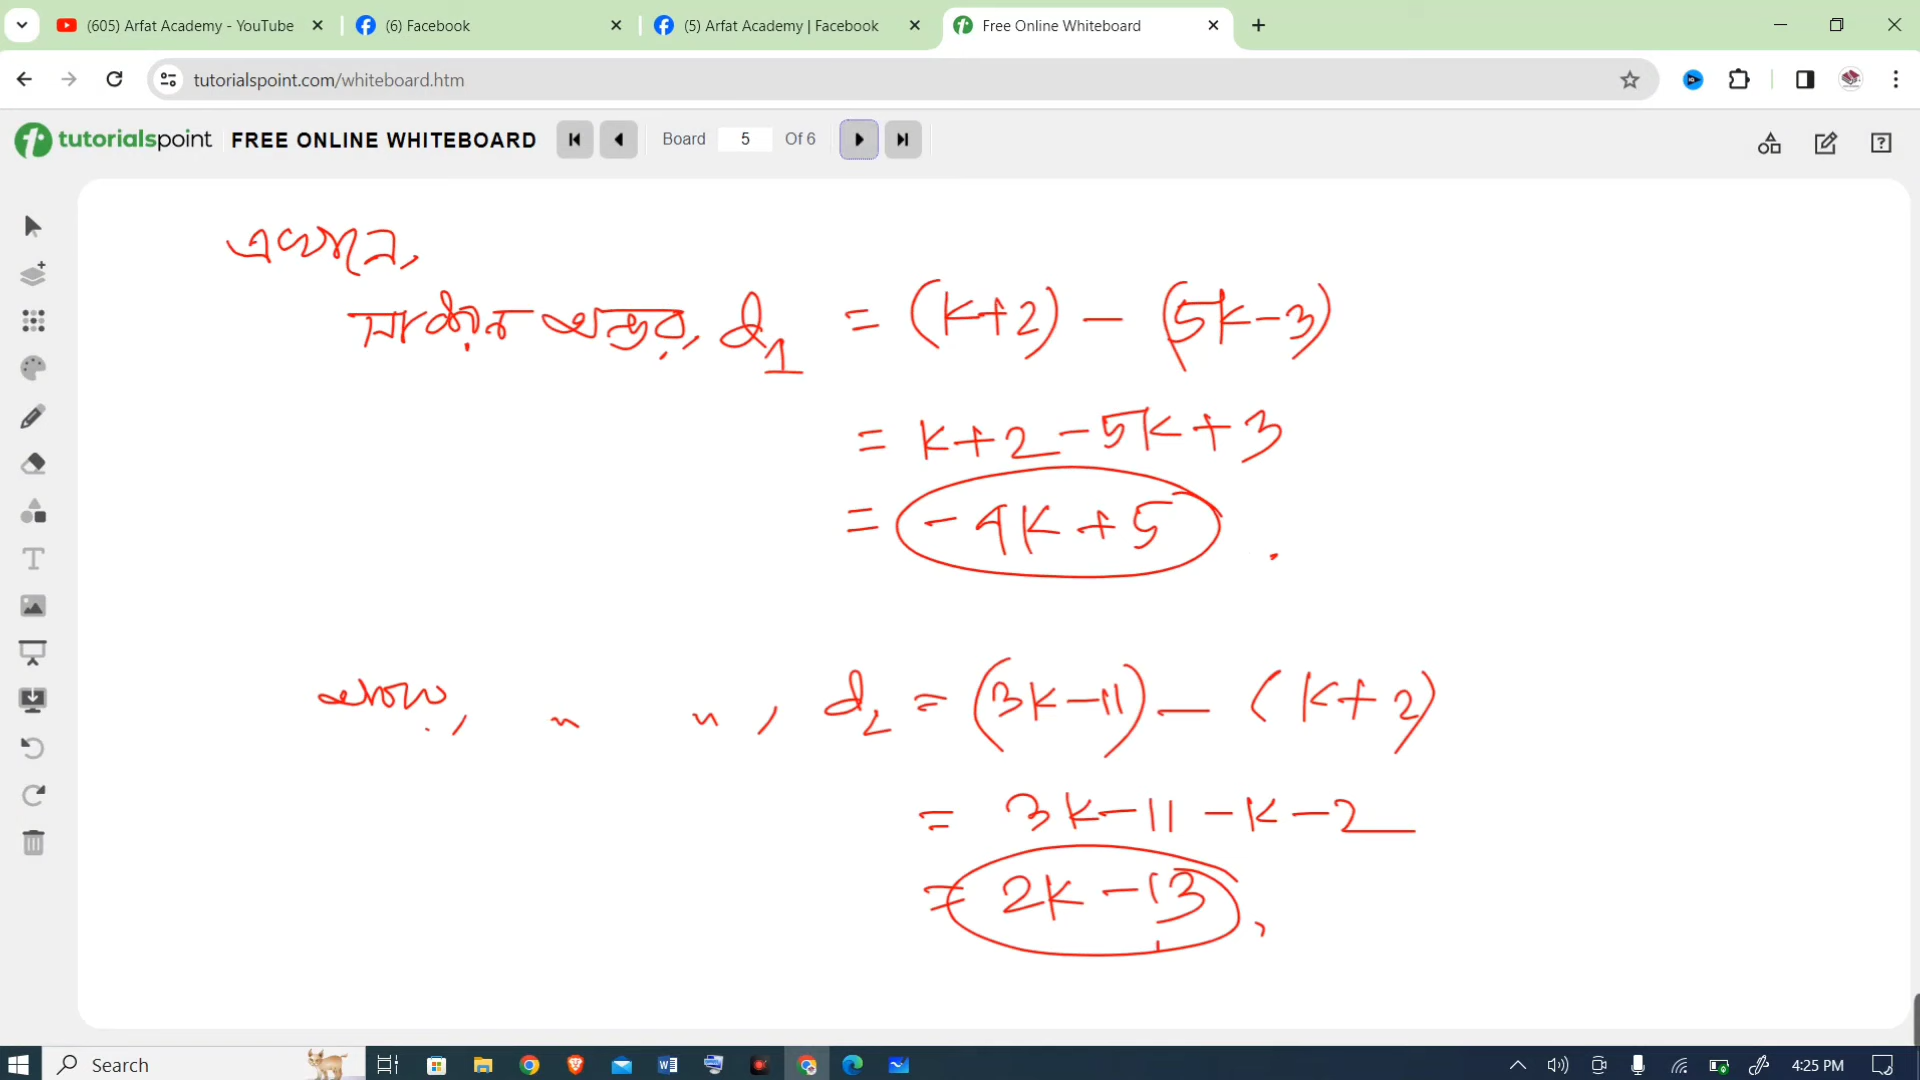 (605) Arfat Academy - YouTube
(6) Facebook
(5) Arfat Academy | Facebook
Free Online Whiteboard
tutorialspoint.com/whiteboard.htm
tutorialspoint
FREE ONLINE WHITEBOARD
Board 5 Of 6
এখানে,
সাধারণ অন্তর, d₁ = (k+2) - (5k-3)
= k+2-5k+3
= -4k+5
আবার, " ", d₂ = (3k-11) - (k+2)
= 3k-11-k-2
= 2k-13,
Search
4:25 PM